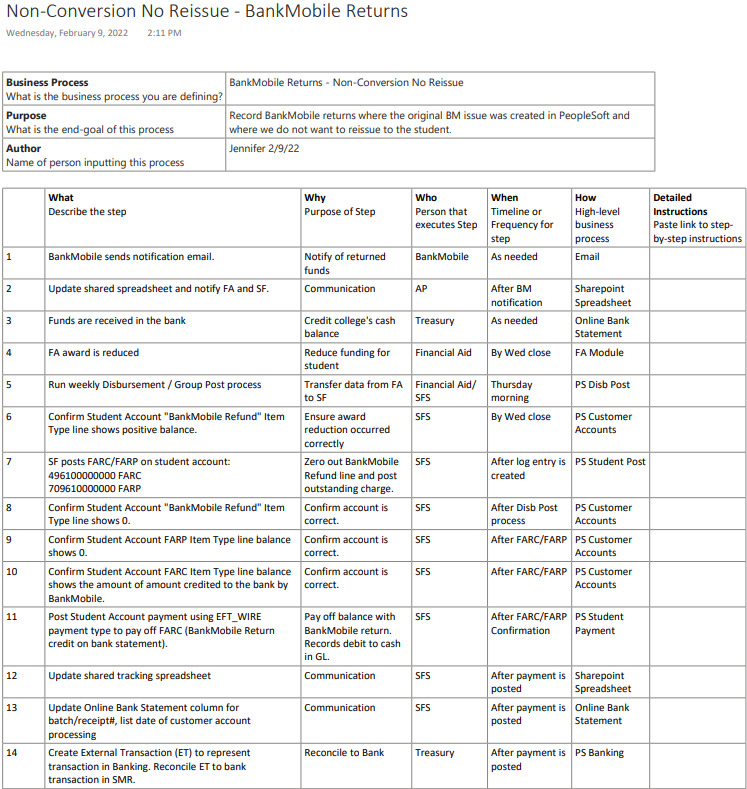 Non-Conversion No Reissue - BankMobile Returns
Wednesday, February 9, 2022 2:11 PM
Business Process
What is the business process you are defining?
BankMobile Returns - Non-Conversion No Reissue
Purpose
What is the end-goal of this process
Record BankMobile returns where the original BM issue was created in PeopleSoft and
where we do not want to reissue to the student.
Author
Name of person inputting this process
Jennifer 2/9/22
What
Describe the step
Why
Purpose of Step
Who
Person that
executes Step
When
Timeline or
Frequency for
step
How
High-level
business
process
Detailed
Instructions
Paste link to step-
by-step instructions
1
BankMobile sends notification email.
Notify of returned
funds
BankMobile
As needed
Email
2
Update shared spreadsheet and notify FA and SF.
Communication
AP
After BM
notification
Sharepoint
Spreadsheet
3
Funds are received in the bank
Credit college's cash
balance
Treasury
As needed
Online Bank
Statement
4
FA award is reduced
Reduce funding for
student
Financial Aid
By Wed close
FA Module
5
Run weekly Disbursement / Group Post process
Transfer data from FA
to SF
Financial Aid/
SFS
Thursday
morning
PS Disb Post
6
Confirm Student Account "BankMobile Refund" Item
Type line shows positive balance.
Ensure award
reduction occurred
correctly
SFS
By Wed close
PS Customer
Accounts
7
SF posts FARC/FARP on student account:
496100000000 FARC
709610000000 FARP
Zero out BankMobile
Refund line and post
outstanding charge.
SFS
After log entry is
created
PS Student Post
8
Confirm Student Account "BankMobile Refund" Item
Type line shows 0.
Confirm account is
correct.
SFS
After Disb Post
process
PS Customer
Accounts
9
Confirm Student Account FARP Item Type line balance
shows 0.
Confirm account is
correct.
SFS
After FARC/FARP
PS Customer
Accounts
10
Confirm Student Account FARC Item Type line balance
shows the amount of amount credited to the bank by
BankMobile.
Confirm account is
correct.
SFS
After FARC/FARP
PS Customer
Accounts
11
Post Student Account payment using EFT_WIRE
payment type to pay off FARC (BankMobile Return
credit on bank statement).
Pay off balance with
BankMobile return.
Records debit to cash
in GL.
SFS
After FARC/FARP
Confirmation
PS Student
Payment
12
Update shared tracking spreadsheet
Communication
SFS
After payment is
posted
Sharepoint
Spreadsheet
13
Update Online Bank Statement column for
batch/receipt#, list date of customer account
processing
Communication
SFS
After payment is
posted
Online Bank
Statement
14
Create External Transaction (ET) to represent
transaction in Banking. Reconcile ET to bank
transaction in SMR.
Reconcile to Bank
Treasury
After payment is
posted
PS Banking